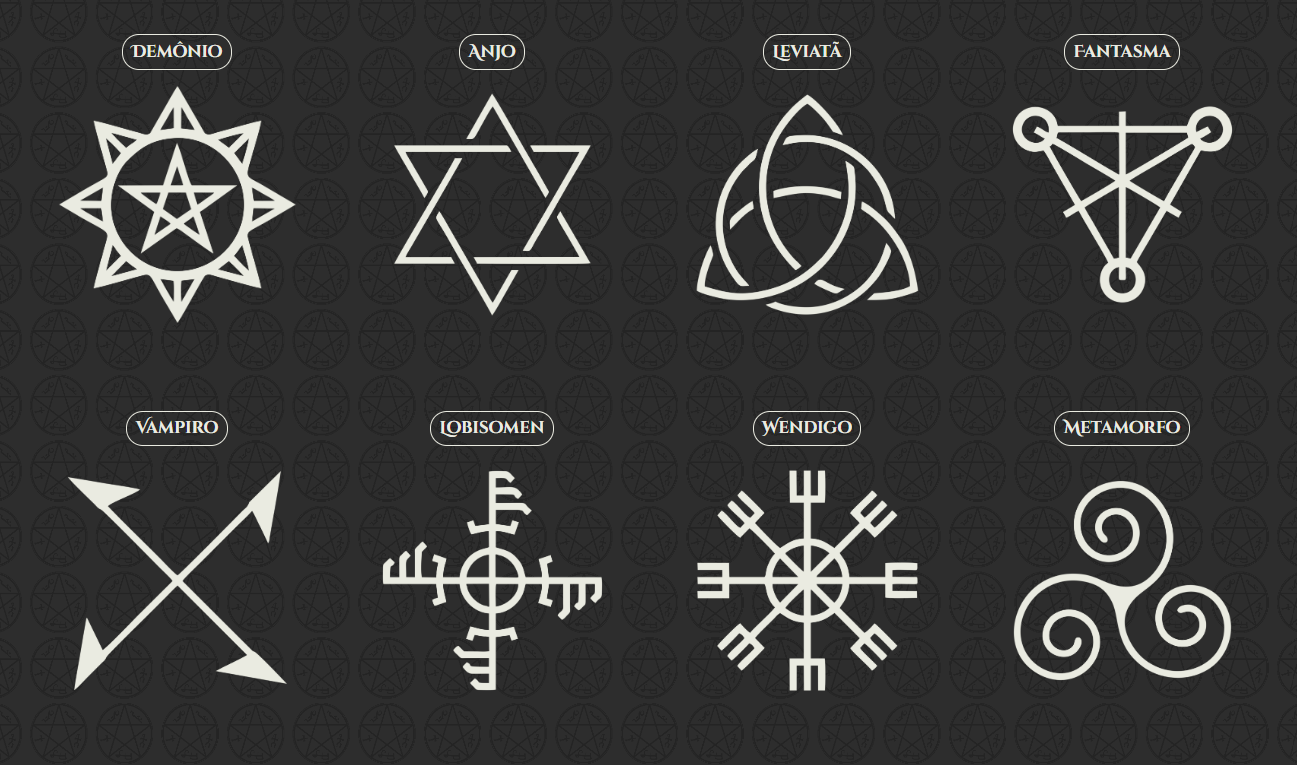 Demônio
Anjo
Leviatã
Fantasma
Vampiro
Lobisomen
Wendigo
Metamorfo